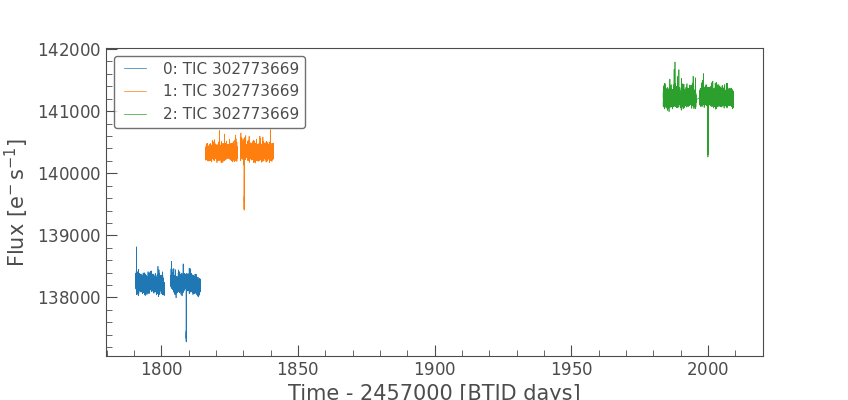 142000
141000
140000
139000
138000
Flux [e⁻ s⁻¹]
0: TIC 302773669
1: TIC 302773669
2: TIC 302773669
1800 1850 1900 1950 2000
Time - 2457000 [BTJD days]